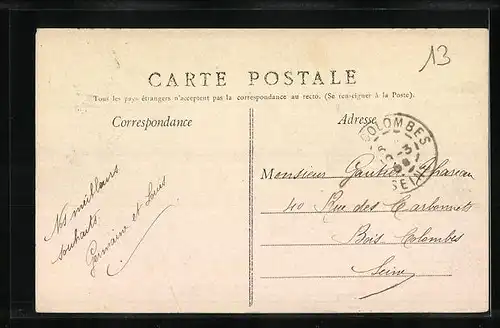 13
CARTE POSTALE
Tous les pays étrangers n'acceptent pas la correspondance au recto. (Se renseigner à la Poste).
Correspondance
Adresse
COLOMBES
SEINE
Nos meilleurs
souhaits.
Germaine et Louis
Monsieur Gautier
40 Rue des Carbonnets
Bois-Colombes
Seine